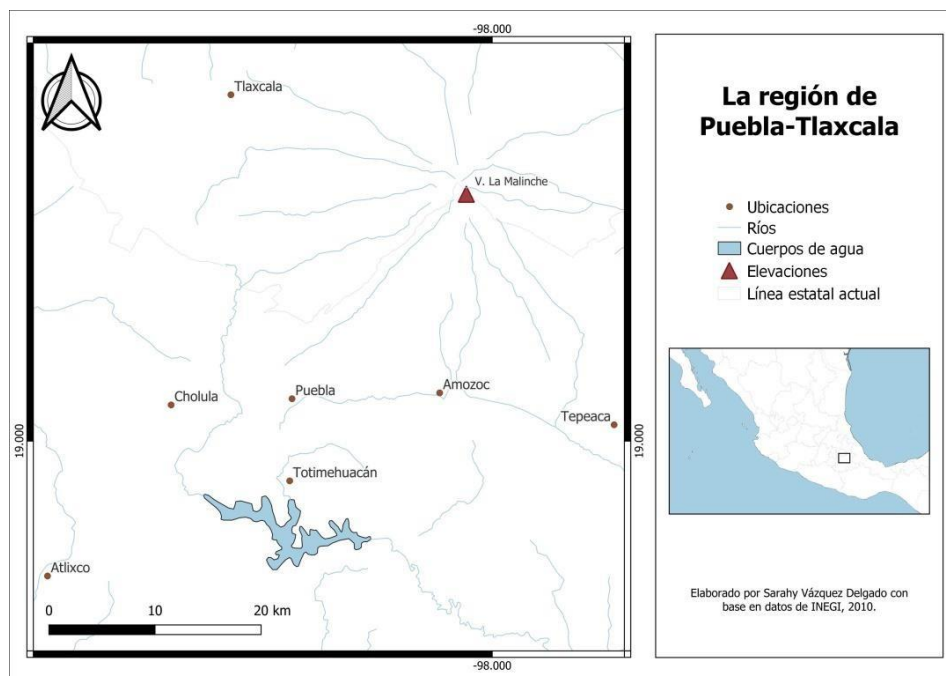 -98.000
Tlaxcala
V. La Malinche
Cholula
Puebla
Amozoc
Tepeaca
19.000
19.000
Totimehuacán
Atlixco
0 10 20 km
-98.000
La región de
Puebla-Tlaxcala
Ubicaciones
Ríos
Cuerpos de agua
Elevaciones
Línea estatal actual
Elaborado por Sarahy Vázquez Delgado con
base en datos de INEGI, 2010.